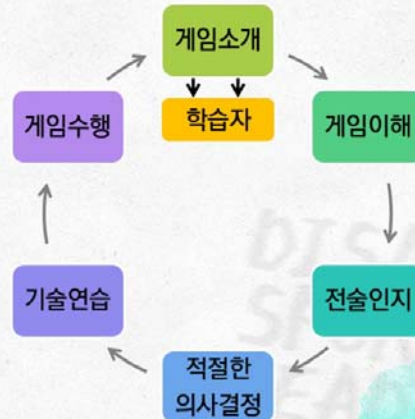 게임소개
학습자
게임수행
게임이해
기술연습
전술인지
적절한
의사결정